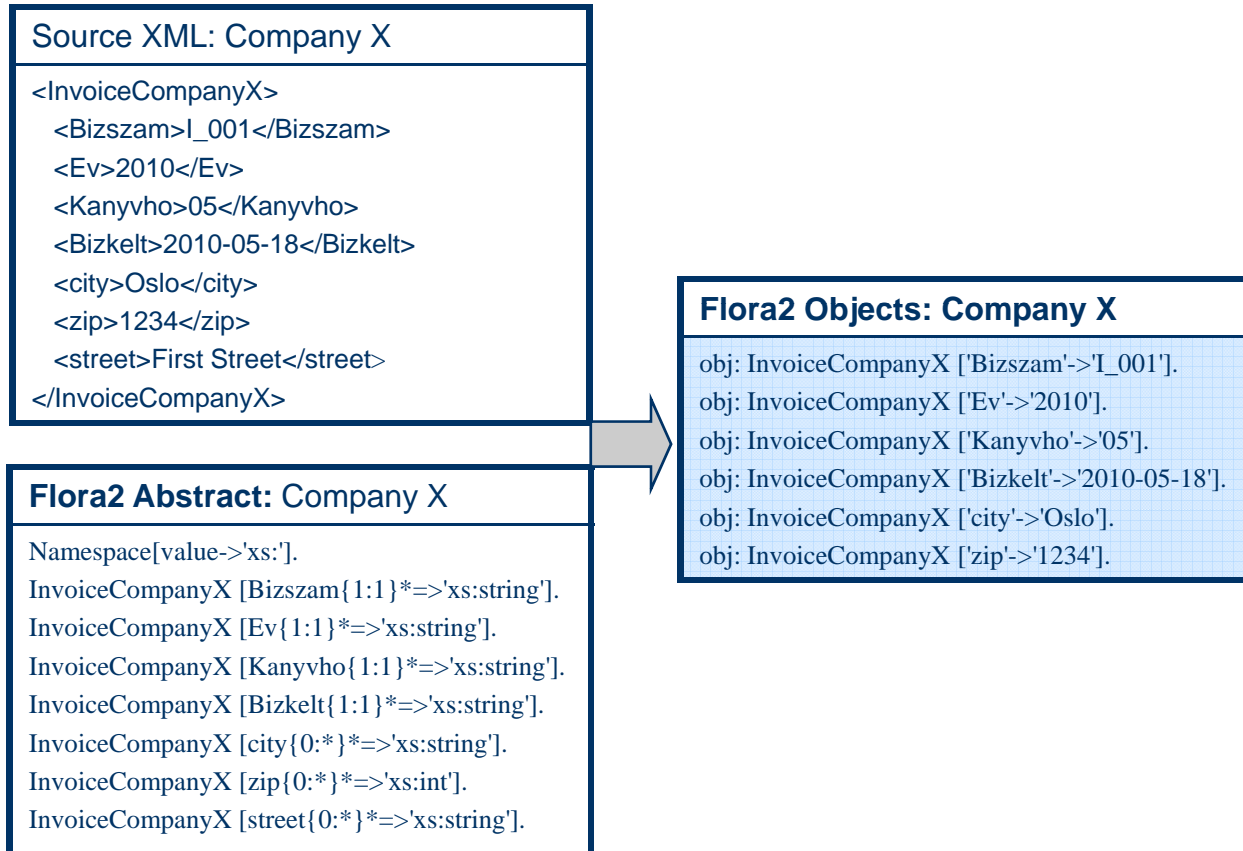 Source XML: Company X
<InvoiceCompanyX>
<Bizszam>I_001</Bizszam>
<Ev>2010</Ev>
<Kanyvho>05</Kanyvho>
<Bizkelt>2010-05-18</Bizkelt>
<city>Oslo</city>
<zip>1234</zip>
<street>First Street</street>
</InvoiceCompanyX>
Flora2 Abstract: Company X
Namespace[value->'xs:'].
InvoiceCompanyX [Bizszam{1:1}*=>'xs:string'].
InvoiceCompanyX [Ev{1:1}*=>'xs:string'].
InvoiceCompanyX [Kanyvho{1:1}*=>'xs:string'].
InvoiceCompanyX [Bizkelt{1:1}*=>'xs:string'].
InvoiceCompanyX [city{0:*}*=>'xs:string'].
InvoiceCompanyX [zip{0:*}*=>'xs:int'].
InvoiceCompanyX [street{0:*}*=>'xs:string'].
Flora2 Objects: Company X
obj: InvoiceCompanyX ['Bizszam'->'I_001'].
obj: InvoiceCompanyX ['Ev'->'2010'].
obj: InvoiceCompanyX ['Kanyvho'->'05'].
obj: InvoiceCompanyX ['Bizkelt'->'2010-05-18'].
obj: InvoiceCompanyX ['city'->'Oslo'].
obj: InvoiceCompanyX ['zip'->'1234'].